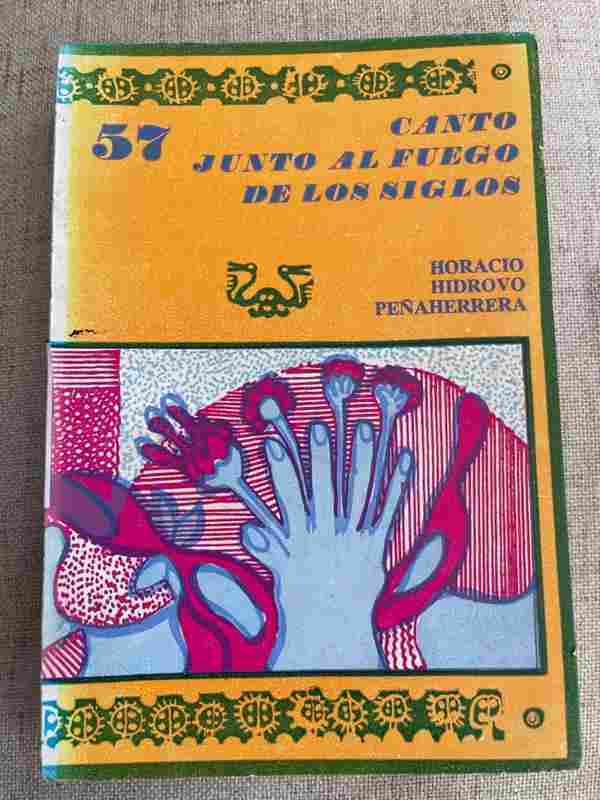 57
CANTO
JUNTO AL FUEGO
DE LOS SIGLOS
HORACIO
HIDROVO
PEÑAHERRERA